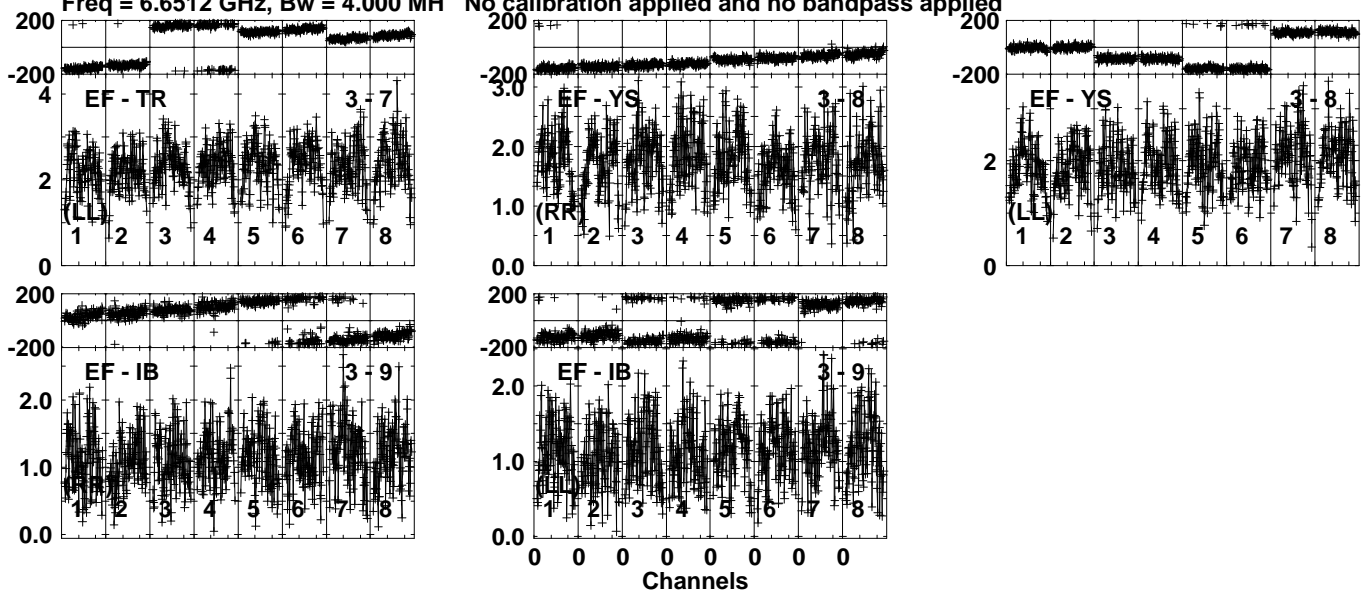 Freq = 6.6512 GHz, Bw = 4.000 MH No calibration applied and no bandpass applied
200
-200
4
2
0
EF - TR 3 - 7
(LL)
1 2 3 4 5 6 7 8
200
-200
3.0
2.0
1.0
0.0
EF - YS 3 - 8
(RR)
1 2 3 4 5 6 7 8
200
-200
2
0
EF - YS 3 - 8
(LL)
1 2 3 4 5 6 7 8
200
-200
2.0
1.0
0.0
EF - IB 3 - 9
(RR)
1 2 3 4 5 6 7 8
200
-200
2.0
1.0
0.0
EF - IB 3 - 9
(LL)
1 2 3 4 5 6 7 8
0 0 0 0 0 0 0 0
Channels